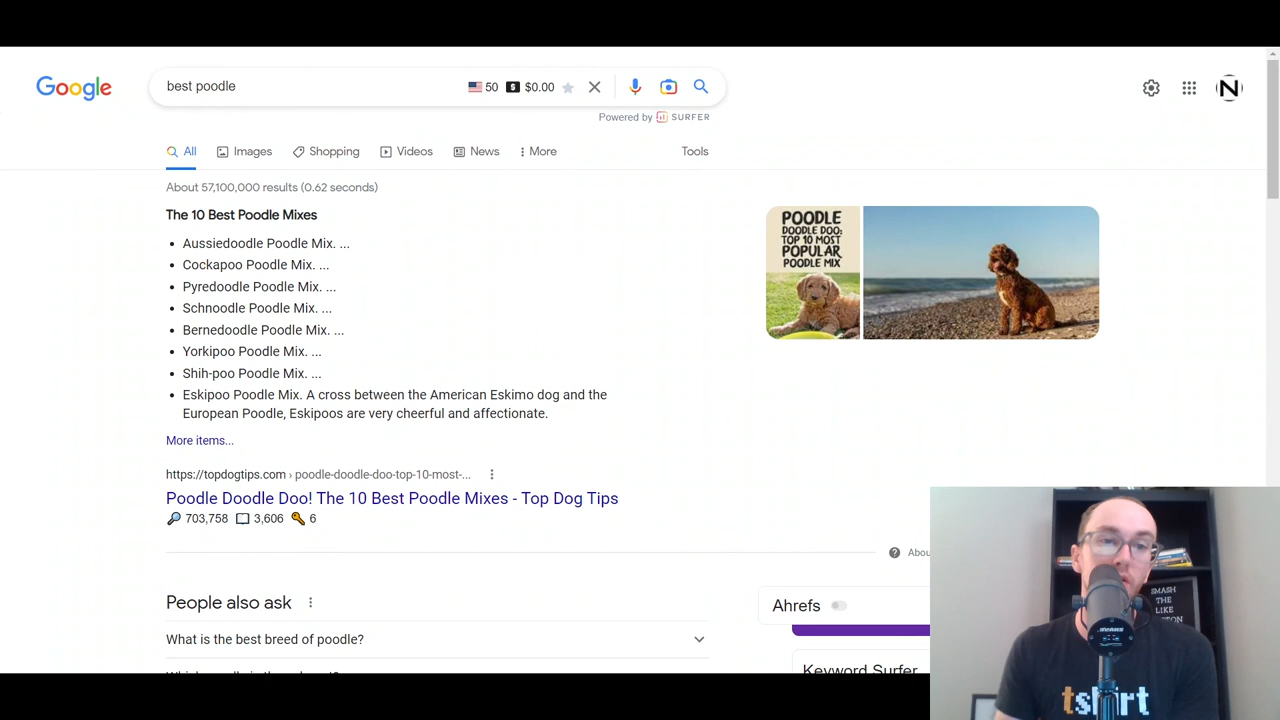 Google
best poodle
50 $ $0.00
N
Powered by SURFER
All Images Shopping Videos News More Tools
About 57,100,000 results (0.62 seconds)
The 10 Best Poodle Mixes
• Aussiedoodle Poodle Mix. ...
• Cockapoo Poodle Mix. ...
• Pyredoodle Poodle Mix. ...
• Schnoodle Poodle Mix. ...
• Bernedoodle Poodle Mix. ...
• Yorkipoo Poodle Mix. ...
• Shih-poo Poodle Mix. ...
• Eskipoo Poodle Mix. A cross between the American Eskimo dog and the
European Poodle, Eskipoos are very cheerful and affectionate.
More items...
POODLE
DOODLE DOO:
TOP 10 MOST
POPULAR
POODLE MIX
https://topdogtips.com › poodle-doodle-doo-top-10-most-...
Poodle Doodle Doo! The 10 Best Poodle Mixes - Top Dog Tips
703,758 3,606 6
Abou
People also ask
What is the best breed of poodle?
Ahrefs
Keyword Surfer
SMASH
THE
LIKE
tshirt